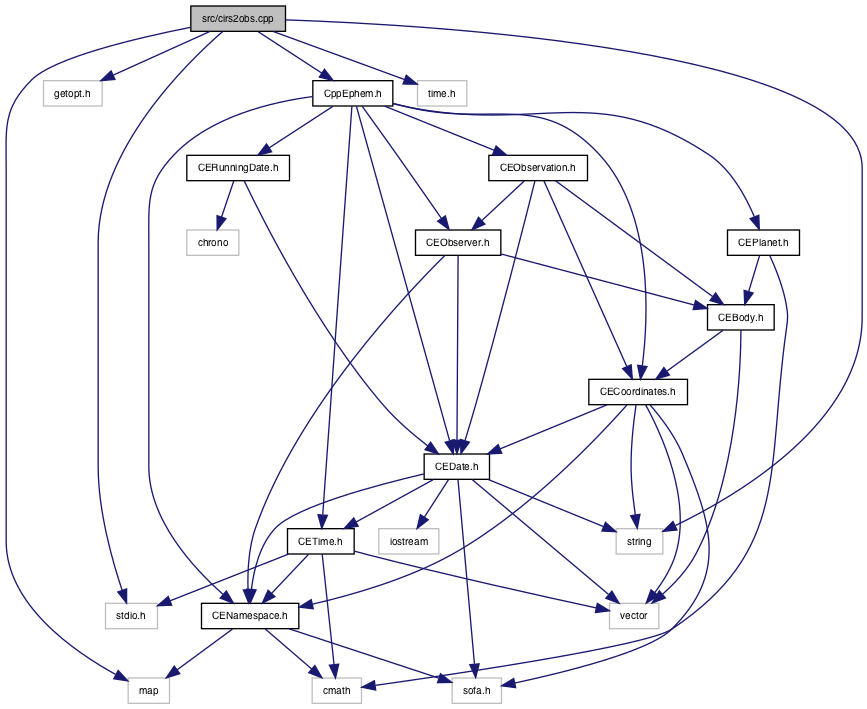 src/cirs2obs.cpp
getopt.h
CppEphem.h
time.h
CERunningDate.h
CEObservation.h
chrono
CEObserver.h
CEPlanet.h
CEBody.h
CECoordinates.h
CEDate.h
CETime.h
iostream
string
stdio.h
CENamespace.h
vector
map
cmath
sofa.h